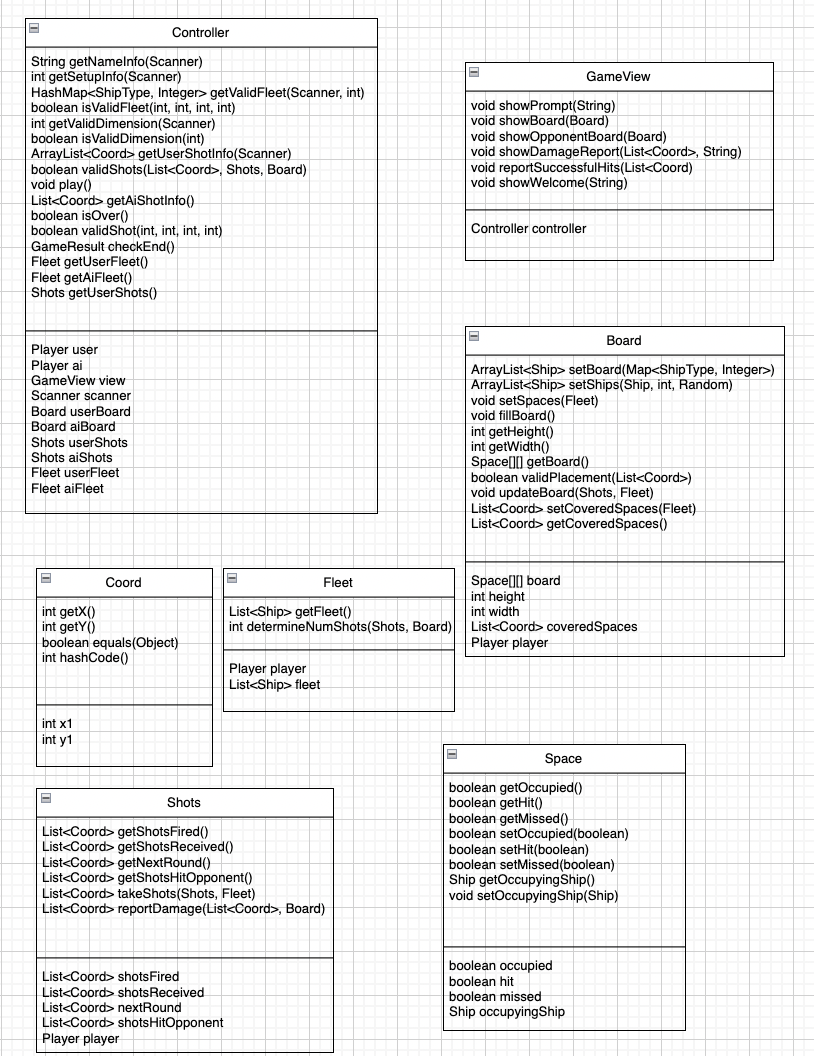 Controller
String getNameInfo(Scanner)
int getSetupInfo(Scanner)
HashMap<ShipType, Integer> getValidFleet(Scanner, int)
boolean isValidFleet(int, int, int, int)
int getValidDimension(Scanner)
boolean isValidDimension(int)
ArrayList<Coord> getUserShotInfo(Scanner)
boolean validShots(List<Coord>, Shots, Board)
void play()
List<Coord> getAiShotInfo()
boolean isOver()
boolean validShot(int, int, int, int)
GameResult checkEnd()
Fleet getUserFleet()
Fleet getAiFleet()
Shots getUserShots()
Player user
Player ai
GameView view
Scanner scanner
Board userBoard
Board aiBoard
Shots userShots
Shots aiShots
Fleet userFleet
Fleet aiFleet
GameView
void showPrompt(String)
void showBoard(Board)
void showOpponentBoard(Board)
void showDamageReport(List<Coord>, String)
void reportSuccessfulHits(List<Coord)
void showWelcome(String)
Controller controller
Board
ArrayList<Ship> setBoard(Map<ShipType, Integer>)
ArrayList<Ship> setShips(Ship, int, Random)
void setSpaces(Fleet)
void fillBoard()
int getHeight()
int getWidth()
Space[][] getBoard()
boolean validPlacement(List<Coord>)
void updateBoard(Shots, Fleet)
List<Coord> setCoveredSpaces(Fleet)
List<Coord> getCoveredSpaces()
Space[][] board
int height
int width
List<Coord> coveredSpaces
Player player
Coord
int getX()
int getY()
boolean equals(Object)
int hashCode()
int x1
int y1
Fleet
List<Ship> getFleet()
int determineNumShots(Shots, Board)
Player player
List<Ship> fleet
Shots
List<Coord> getShotsFired()
List<Coord> getShotsReceived()
List<Coord> getNextRound()
List<Coord> getShotsHitOpponent()
List<Coord> takeShots(Shots, Fleet)
List<Coord> reportDamage(List<Coord>, Board)
List<Coord> shotsFired
List<Coord> shotsReceived
List<Coord> nextRound
List<Coord> shotsHitOpponent
Player player
Space
boolean getOccupied()
boolean getHit()
boolean getMissed()
boolean setOccupied(boolean)
boolean setHit(boolean)
boolean setMissed(boolean)
Ship getOccupyingShip()
void setOccupyingShip(Ship)
boolean occupied
boolean hit
boolean missed
Ship occupyingShip